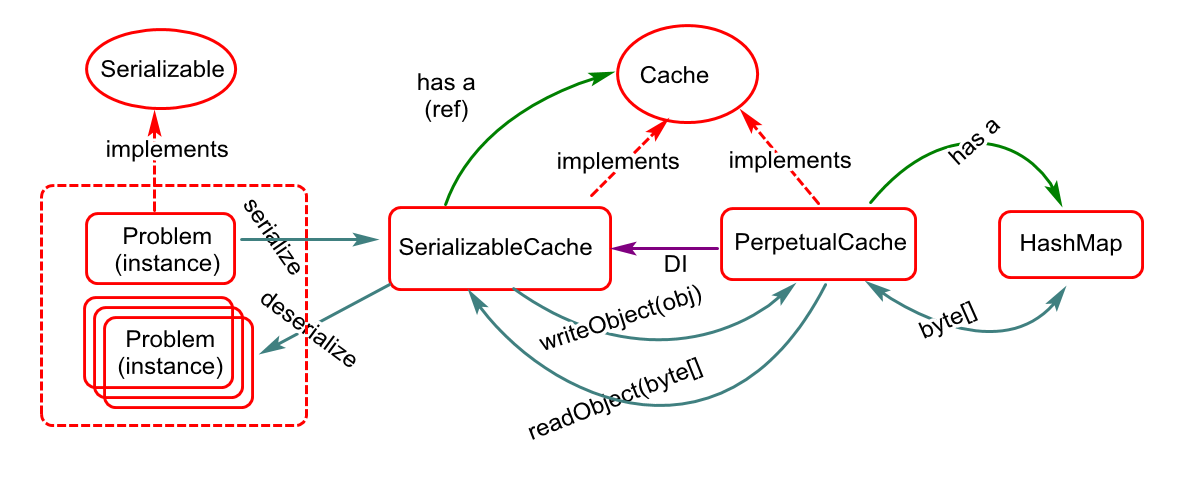 Serializable
implements
Problem
(instance)
serialize
Problem
(instance)
deserialize
has a
(ref)
Cache
implements
implements
has a
SerializableCache
DI
PerpetualCache
HashMap
writeObject(obj)
readObject(byte[]
byte[]